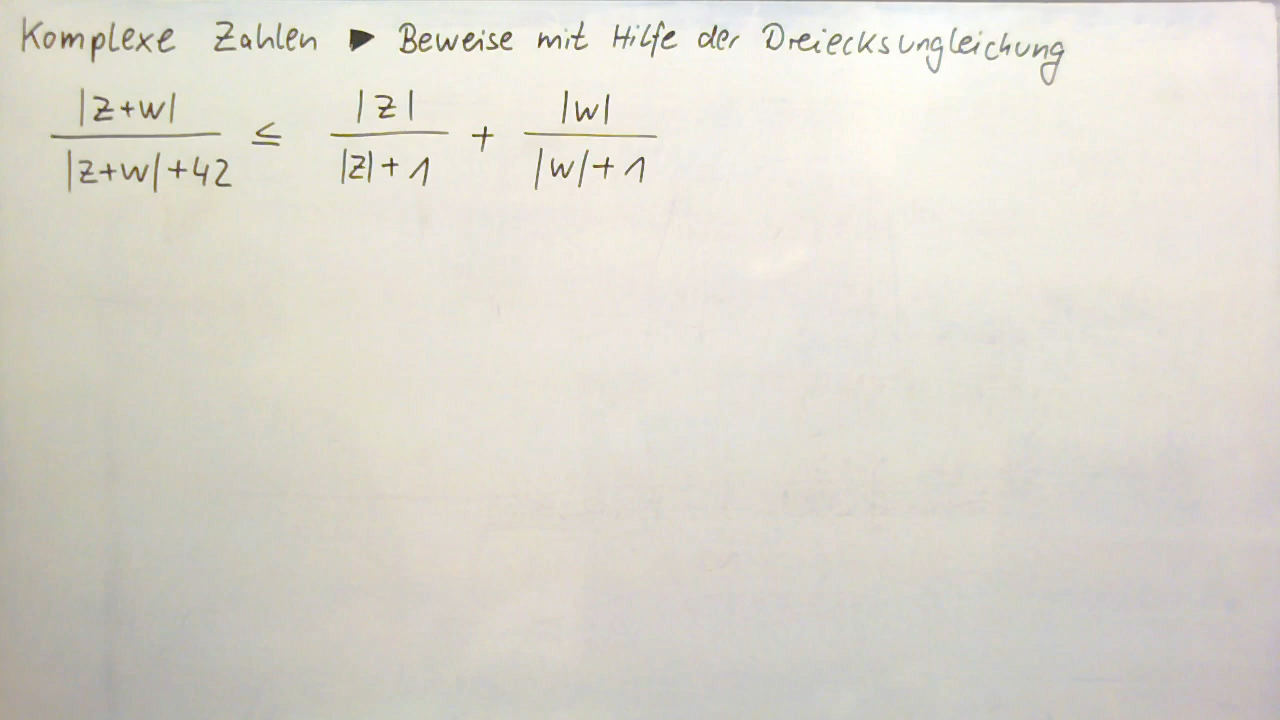 Komplexe Zahlen ► Beweise mit Hilfe der Dreiecksungleichung
|z+w| / |z+w|+42 ≤ |z| / |z|+1 + |w| / |w|+1